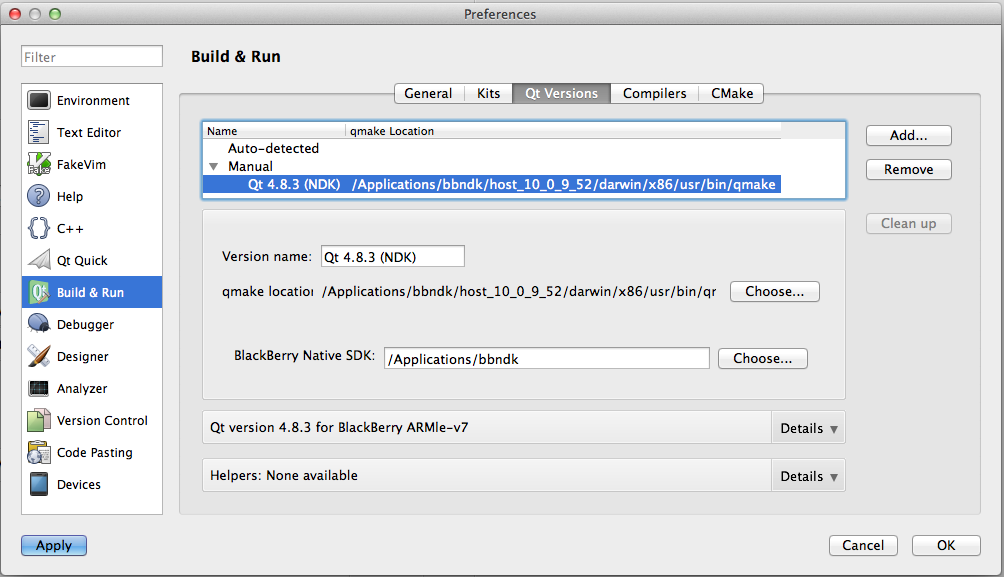 Preferences
Filter
Build & Run
Environment
Text Editor
FakeVim
Help
C++
Qt Quick
Build & Run
Debugger
Designer
Analyzer
Version Control
Code Pasting
Devices
General Kits Qt Versions Compilers CMake
Name qmake Location
Auto-detected
Manual
Qt 4.8.3 (NDK) /Applications/bbndk/host_10_0_9_52/darwin/x86/usr/bin/qmake
Add...
Remove
Clean up
Version name: Qt 4.8.3 (NDK)
qmake location /Applications/bbndk/host_10_0_9_52/darwin/x86/usr/bin/qr Choose...
BlackBerry Native SDK: /Applications/bbndk Choose...
Qt version 4.8.3 for BlackBerry ARMle-v7 Details
Helpers: None available Details
Apply Cancel OK